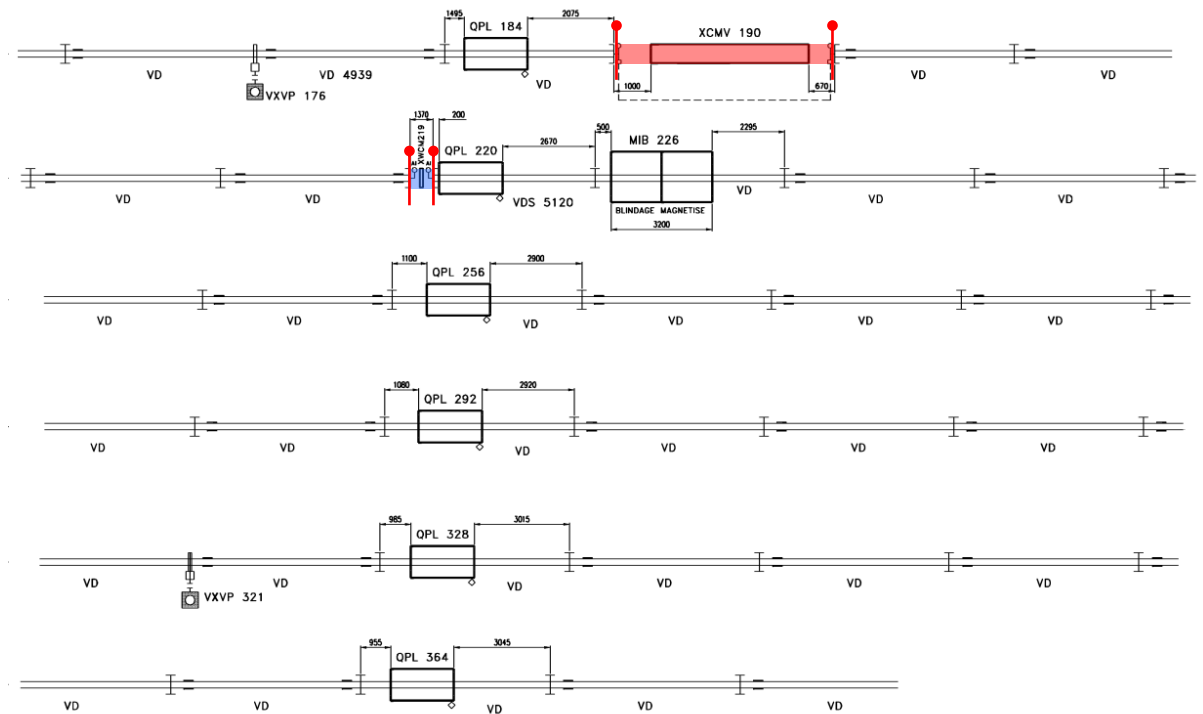 1495
QPL 184
2075
XCMV 190
VD
VD 4939
VD
VD
VD
VXVP 176
1000
670
1370
XWCM219
200
QPL 220
2670
500
MIB 226
2295
VD
VD
VDS 5120
VD
VD
VD
BLINDAGE MAGNETISE
3200
1100
QPL 256
2900
VD
VD
VD
VD
VD
VD
1080
QPL 292
2920
VD
VD
VD
VD
VD
VD
985
QPL 328
3015
VD
VD
VD
VD
VD
VD
VXVP 321
955
QPL 364
3045
VD
VD
VD
VD
VD